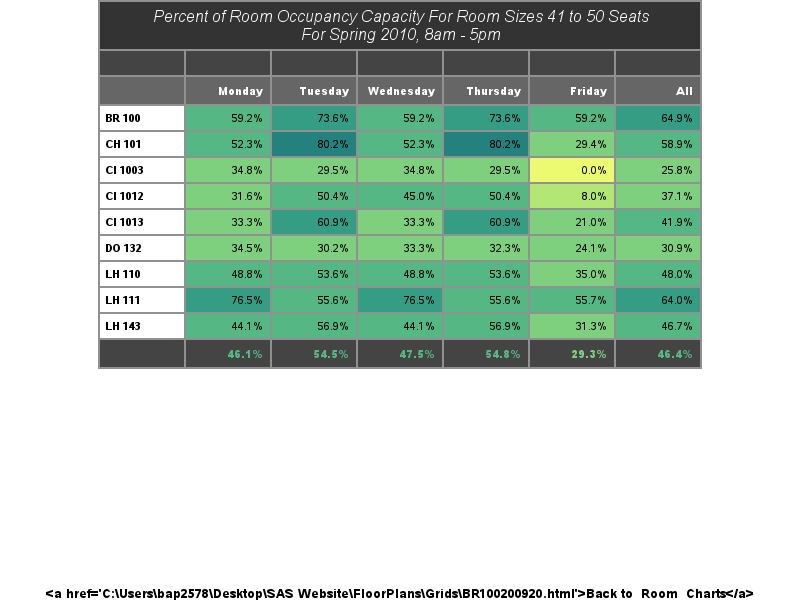 Percent of Room Occupancy Capacity For Room Sizes 41 to 50 Seats
For Spring 2010, 8am - 5pm
Monday Tuesday Wednesday Thursday Friday All
BR 100 59.2% 73.6% 59.2% 73.6% 59.2% 64.9%
CH 101 52.3% 80.2% 52.3% 80.2% 29.4% 58.9%
CI 1003 34.8% 29.5% 34.8% 29.5% 0.0% 25.8%
CI 1012 31.6% 50.4% 45.0% 50.4% 8.0% 37.1%
CI 1013 33.3% 60.9% 33.3% 60.9% 21.0% 41.9%
DO 132 34.5% 30.2% 33.3% 32.3% 24.1% 30.9%
LH 110 48.8% 53.6% 48.8% 53.6% 35.0% 48.0%
LH 111 76.5% 55.6% 76.5% 55.6% 55.7% 64.0%
LH 143 44.1% 56.9% 44.1% 56.9% 31.3% 46.7%
46.1% 54.5% 47.5% 54.8% 29.3% 46.4%
<a href='C:\Users\bap2578\Desktop\SAS Website\FloorPlans\Grids\BR100200920.html'>Back to Room Charts</a>